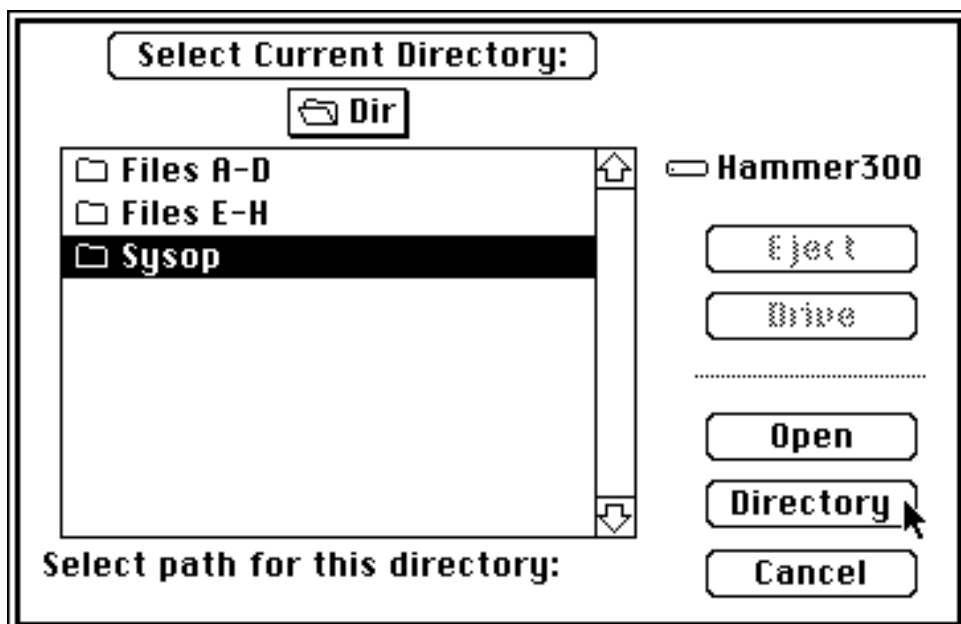 Select Current Directory:
Dir
Files A-D
Files E-H
Sysop
Hammer300
Eject
Drive
Open
Directory
Cancel
Select path for this directory: